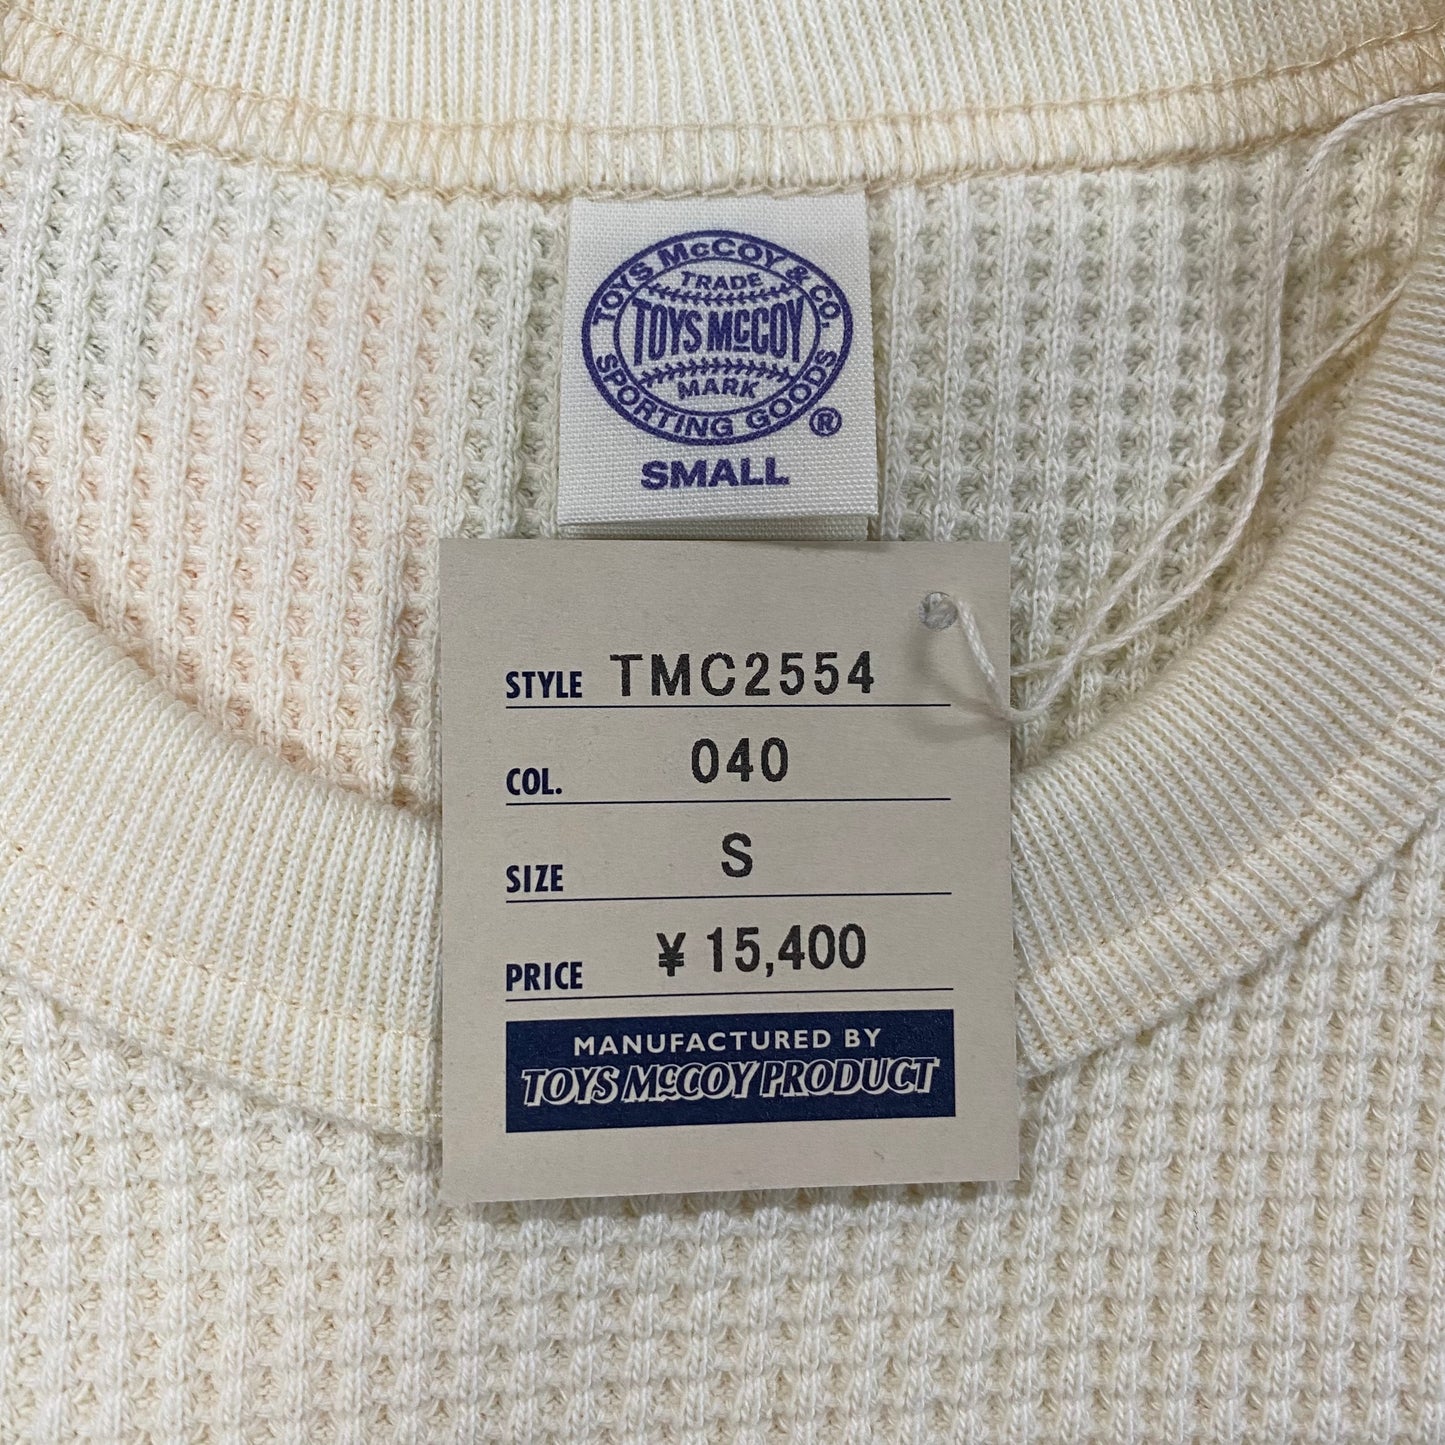 TOYS McCOY & CO.
TRADE
TOYS McCOY
MARK
SPORTING GOODS
®
SMALL
STYLE TMC2554
COL. 040
SIZE S
PRICE ¥ 15,400
MANUFACTURED BY
TOYS McCOY PRODUCT